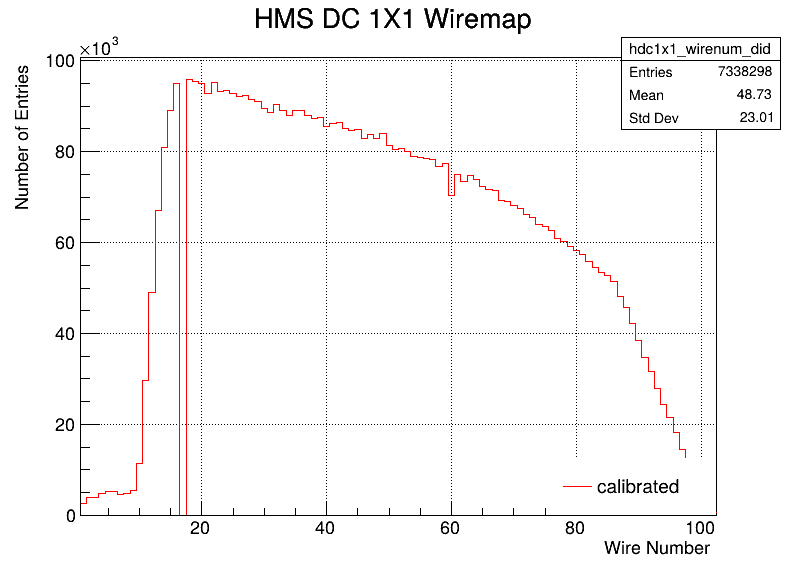 HMS DC 1X1 Wiremap
×10³
hdc1x1_wirenum_did
Entries 7338298
Mean 48.73
Std Dev 23.01
Number of Entries
100
80
60
40
20
0
calibrated
20 40 60 80 100
Wire Number